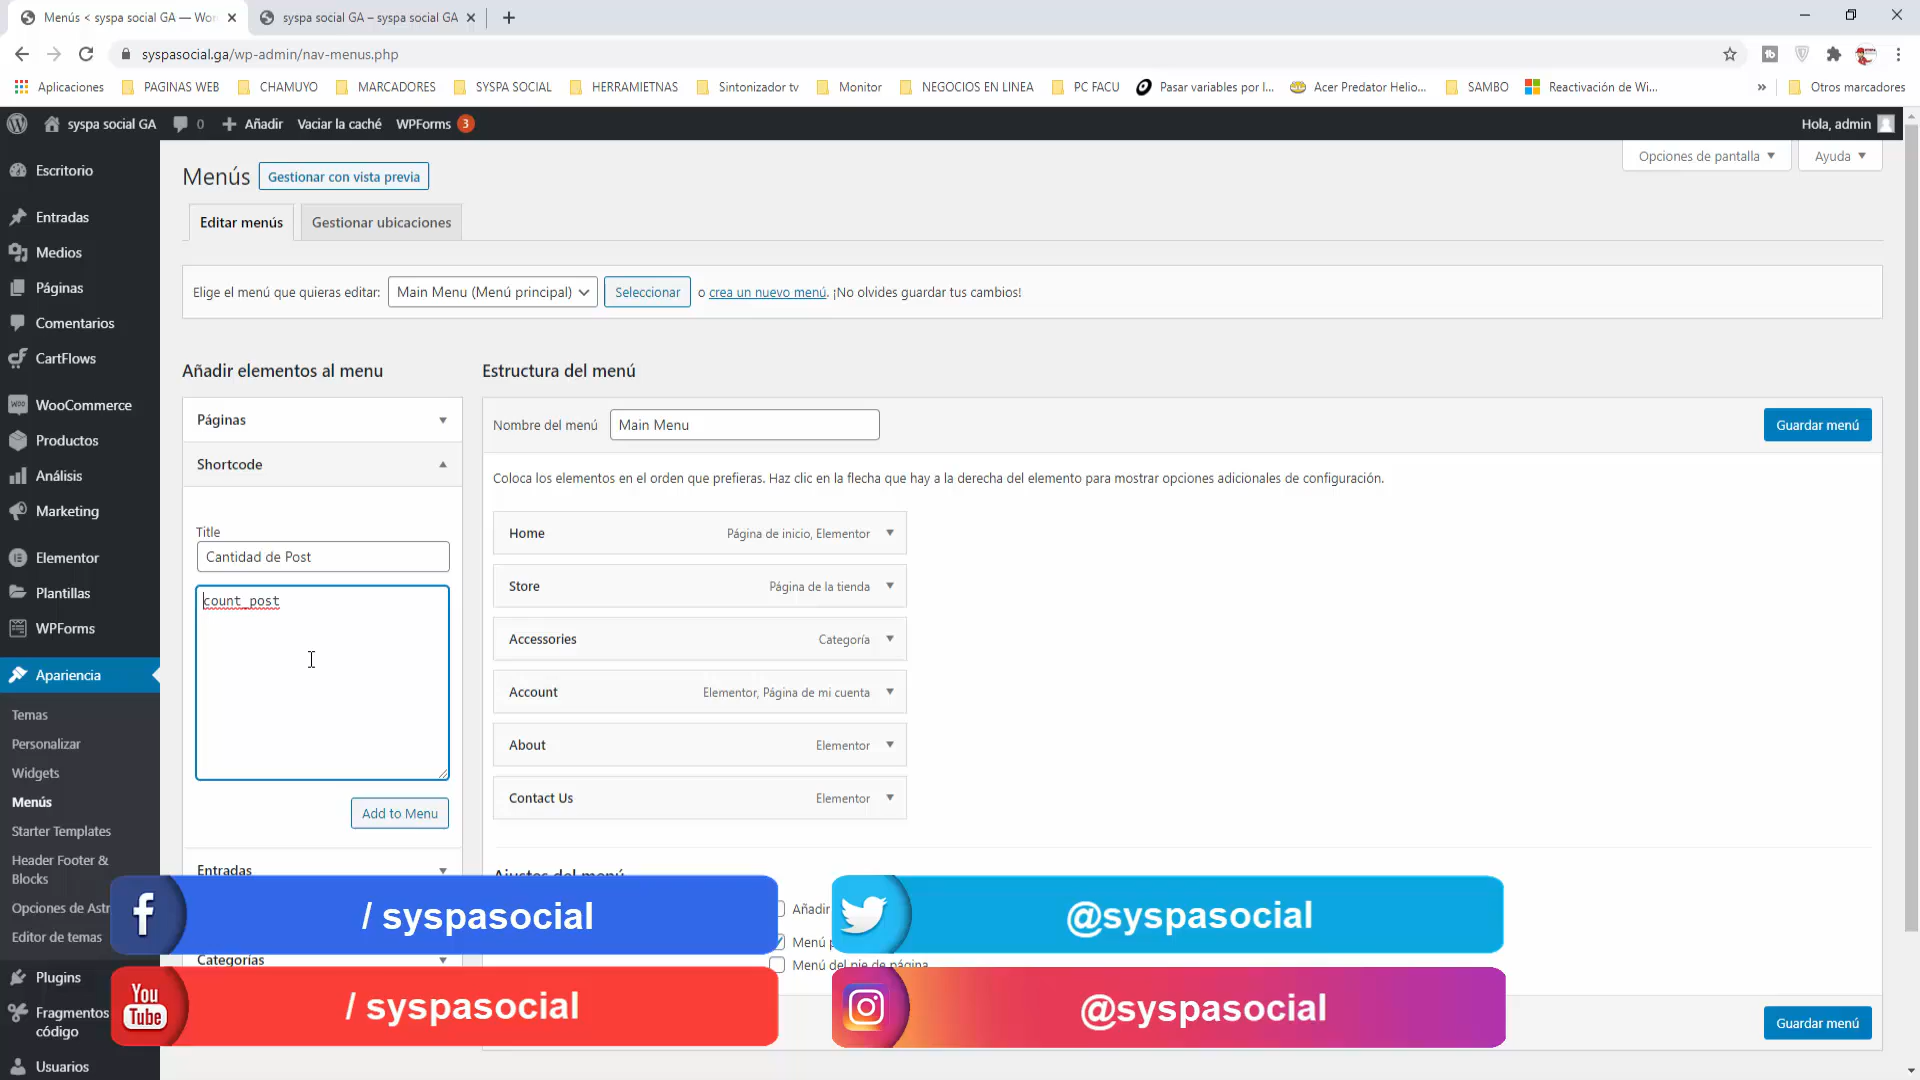 Menús < syspa social GA — Wor
syspa social GA – syspa social GA
syspasocial.ga/wp-admin/nav-menus.php
Aplicaciones
PAGINAS WEB
CHAMUYO
MARCADORES
SYSPA SOCIAL
HERRAMIETNAS
Sintonizador tv
Monitor
NEGOCIOS EN LINEA
PC FACU
Pasar variables por l...
Acer Predator Helio...
SAMBO
Reactivación de Wi...
»
Otros marcadores
syspa social GA
0
Añadir
Vaciar la caché
WPForms 3
Hola, admin
Escritorio
Entradas
Medios
Páginas
Comentarios
CartFlows
WooCommerce
Productos
Análisis
Marketing
Elementor
Plantillas
WPForms
Apariencia
Temas
Personalizar
Widgets
Menús
Starter Templates
Header Footer &
Blocks
Opciones de Astr
Editor de temas
Plugins
Fragmentos
código
Usuarios
Opciones de pantalla
Ayuda
Menús
Gestionar con vista previa
Editar menús
Gestionar ubicaciones
Elige el menú que quieras editar:
Main Menu (Menú principal)
Seleccionar
o crea un nuevo menú. ¡No olvides guardar tus cambios!
Añadir elementos al menu
Páginas
Shortcode
Title
Cantidad de Post
count_post
Add to Menu
Entradas
Categorías
Estructura del menú
Nombre del menú
Main Menu
Guardar menú
Coloca los elementos en el orden que prefieras. Haz clic en la flecha que hay a la derecha del elemento para mostrar opciones adicionales de configuración.
Home
Página de inicio, Elementor
Store
Página de la tienda
Accessories
Categoría
Account
Elementor, Página de mi cuenta
About
Elementor
Contact Us
Elementor
Ajustes del menú
Añadir
Menú p
Menú del pie de página
Guardar menú
/ syspasocial
@syspasocial
You
Tube
/ syspasocial
@syspasocial